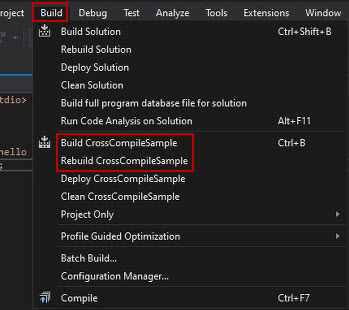 roject Build Debug Test Analyze Tools Extensions Window
Build Solution Ctrl+Shift+B
Rebuild Solution
Deploy Solution
Clean Solution
Build full program database file for solution
Run Code Analysis on Solution Alt+F11
Build CrossCompileSample Ctrl+B
Rebuild CrossCompileSample
Deploy CrossCompileSample
Clean CrossCompileSample
Project Only
Profile Guided Optimization
Batch Build...
Configuration Manager...
Compile Ctrl+F7
tdio>
hello